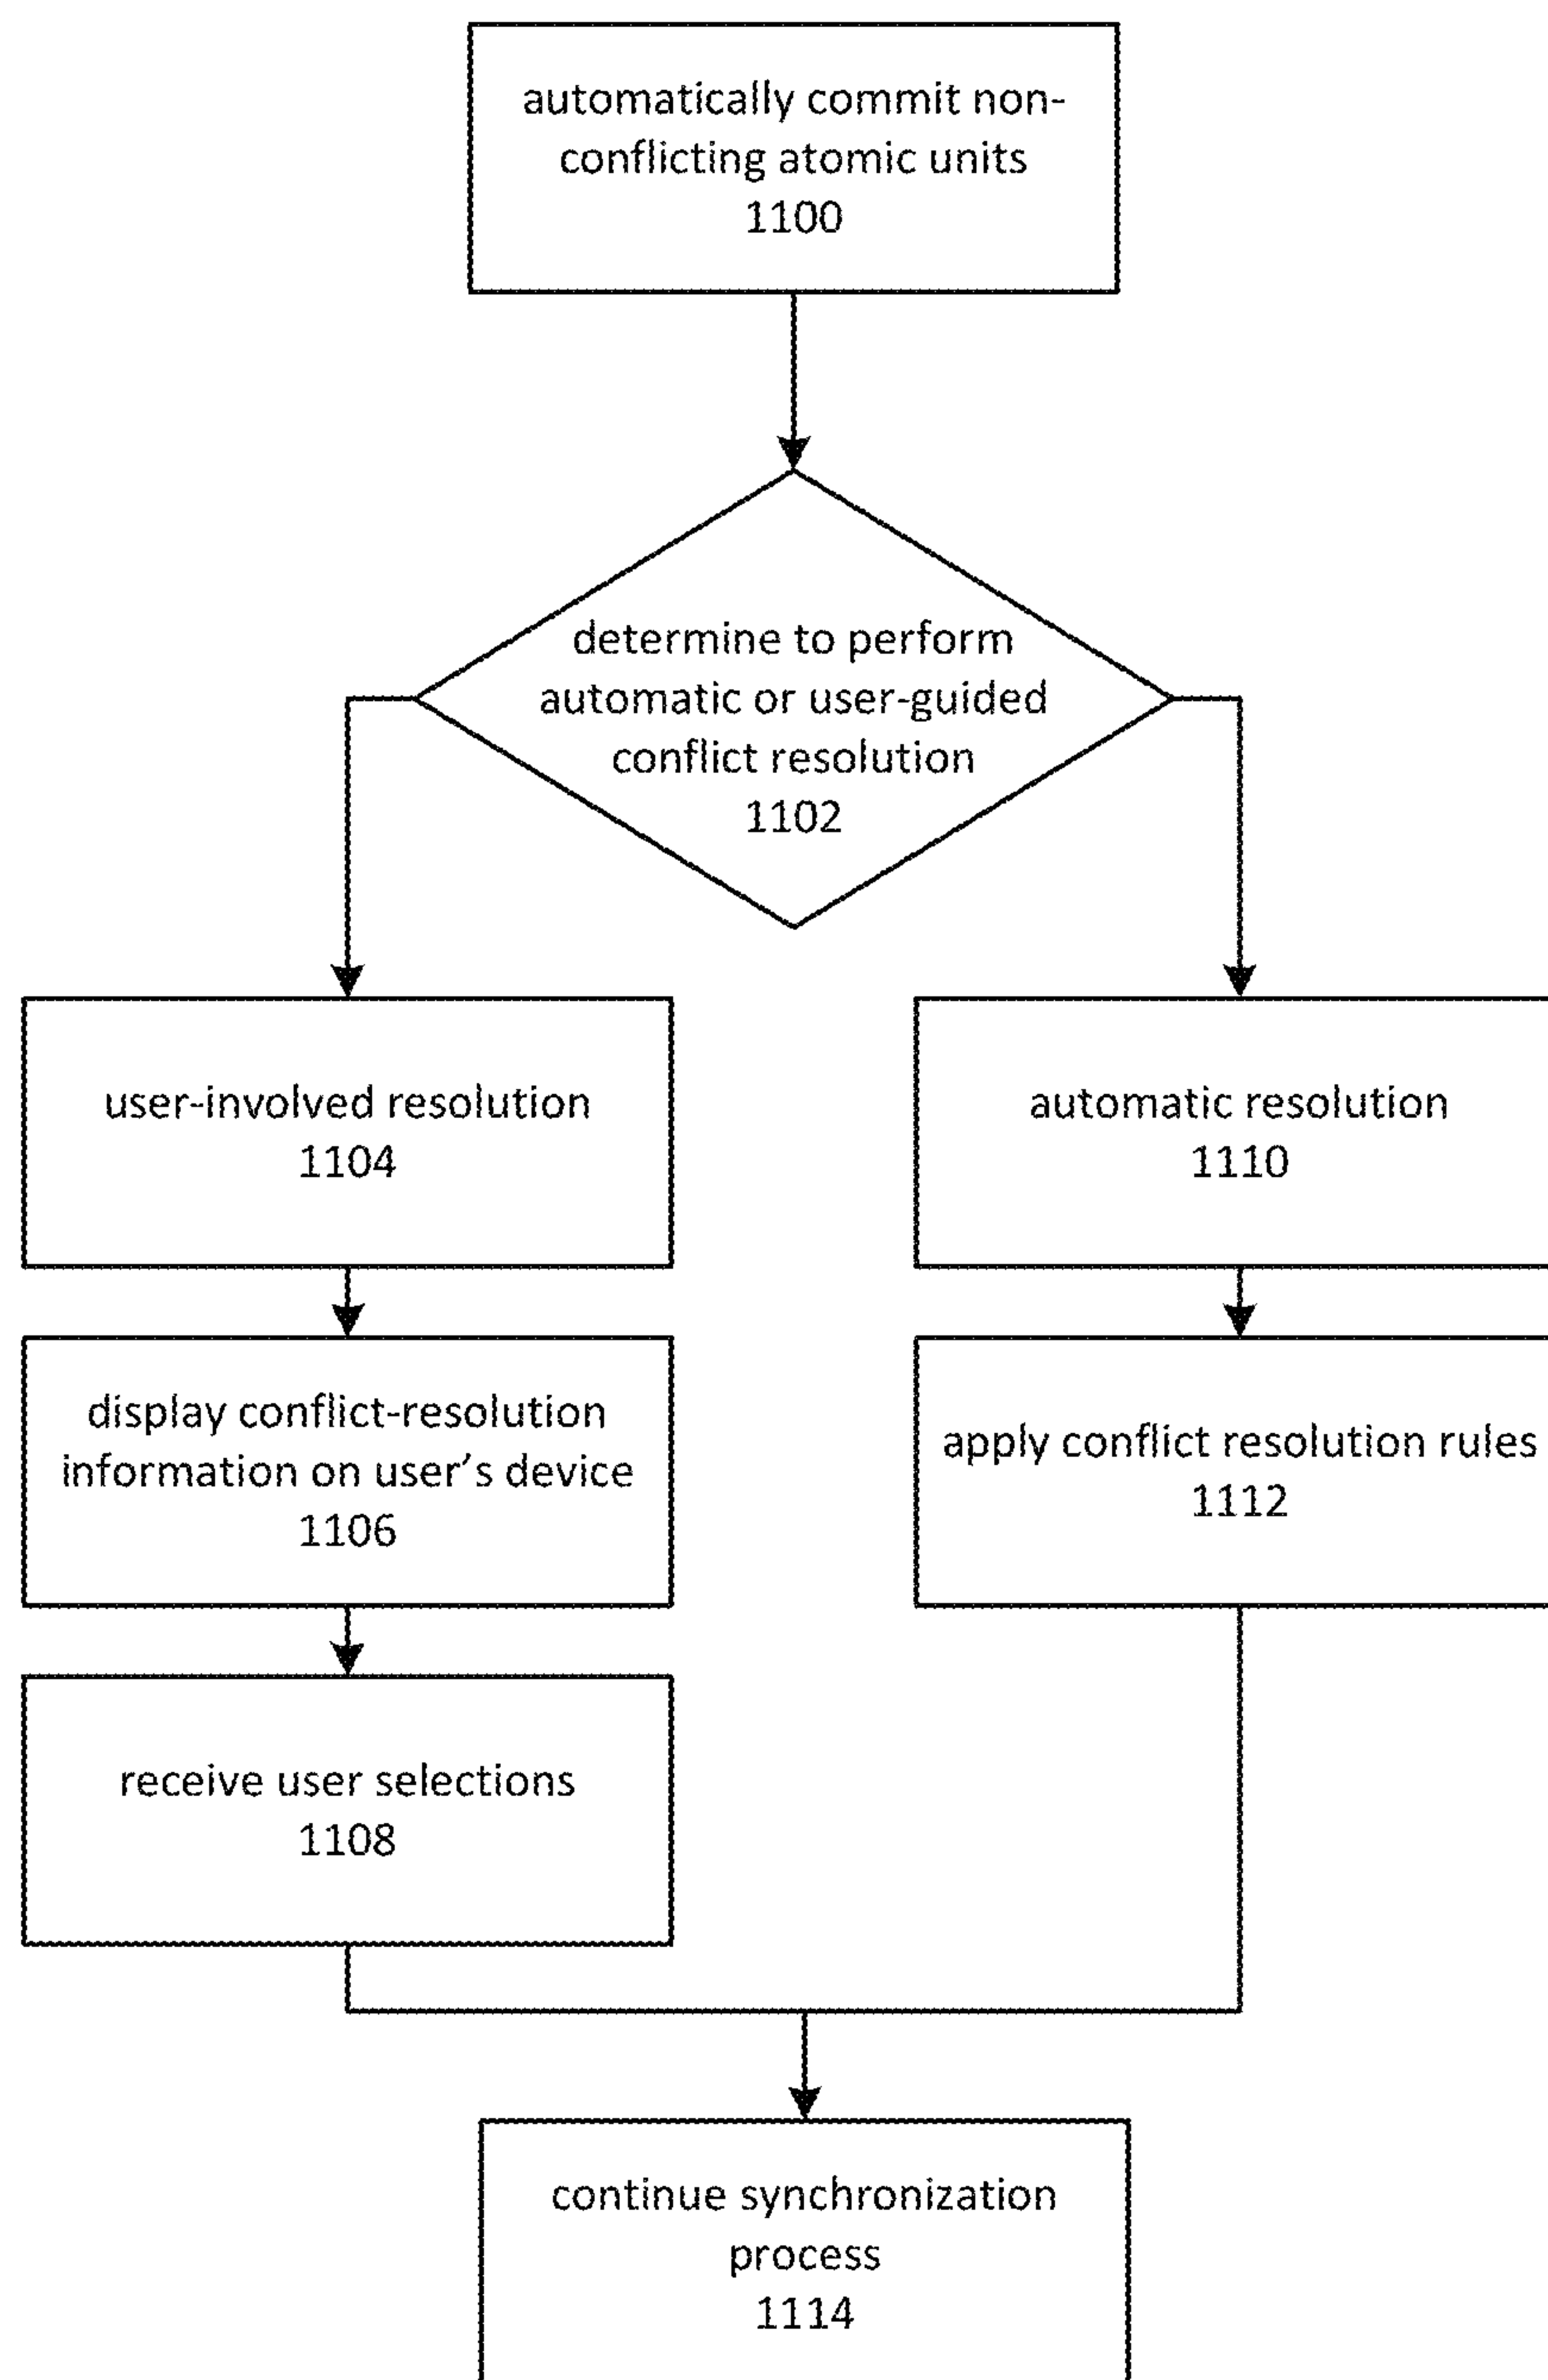 automatically commit non-
conflicting atomic units
1100
determine to perform
automatic or user-guided
conflict resolution
1102
user-involved resolution
1104
automatic resolution
1110
display conflict-resolution
information on user's device
1106
apply conflict resolution rules
1112
receive user selections
1108
continue synchronization
process
1114